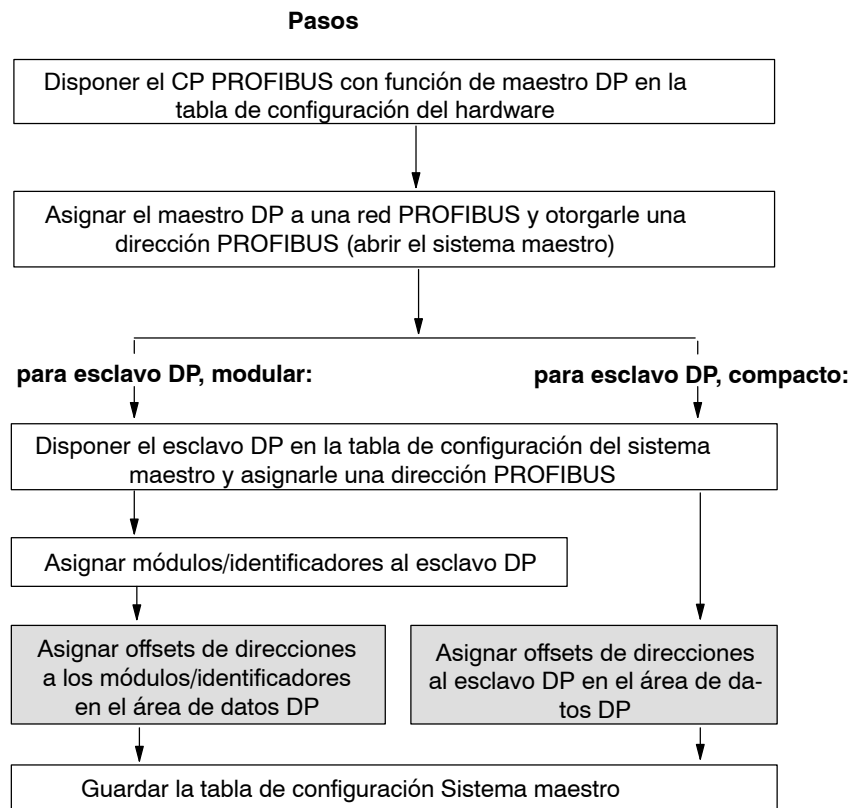 Pasos
Disponer el CP PROFIBUS con función de maestro DP en la
tabla de configuración del hardware
Asignar el maestro DP a una red PROFIBUS y otorgarle una
dirección PROFIBUS (abrir el sistema maestro)
para esclavo DP, modular:
para esclavo DP, compacto:
Disponer el esclavo DP en la tabla de configuración del sistema
maestro y asignarle una dirección PROFIBUS
Asignar módulos/identificadores al esclavo DP
Asignar offsets de direcciones
a los módulos/identificadores
en el área de datos DP
Asignar offsets de direcciones
al esclavo DP en el área de da-
tos DP
Guardar la tabla de configuración Sistema maestro